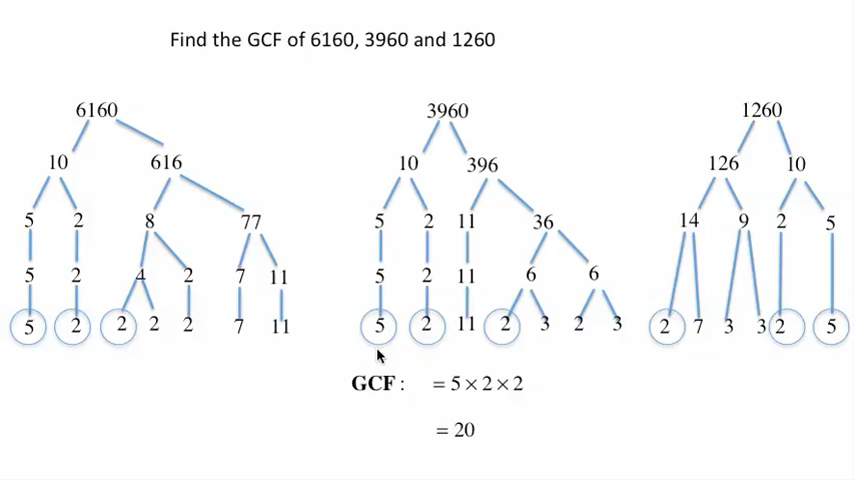 Find the GCF of 6160, 3960 and 1260
6160 3960 1260
10 616 10 396 126 10
5 2 8 77 5 2 11 36 14 9 2 5
5 2 4 2 7 11 5 2 11 6 6
5 2 2 2 2 7 11 5 2 11 2 3 2 3 2 7 3 3 2 5
GCF : = 5 × 2 × 2
= 20